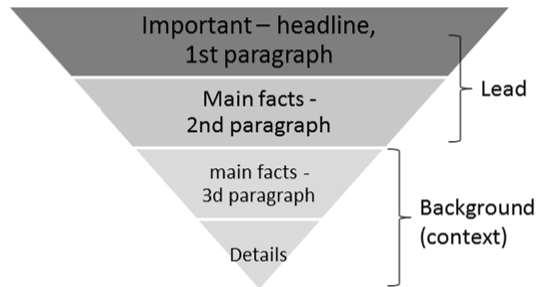 Important – headline,
1st paragraph
Lead
Main facts -
2nd paragraph
main facts -
3d paragraph
Background
(context)
Details